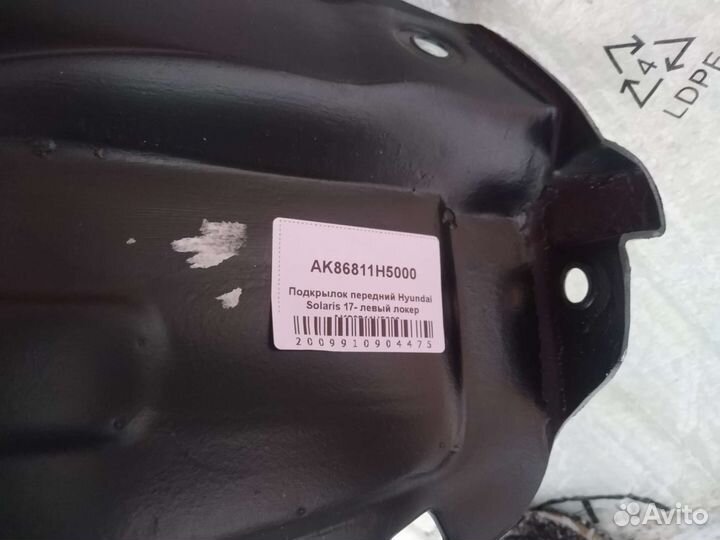 4
LDPE
AK86811H5000
Подкрылок передний Hyundai
Solaris 17- левый локер
2009910904475
Avito